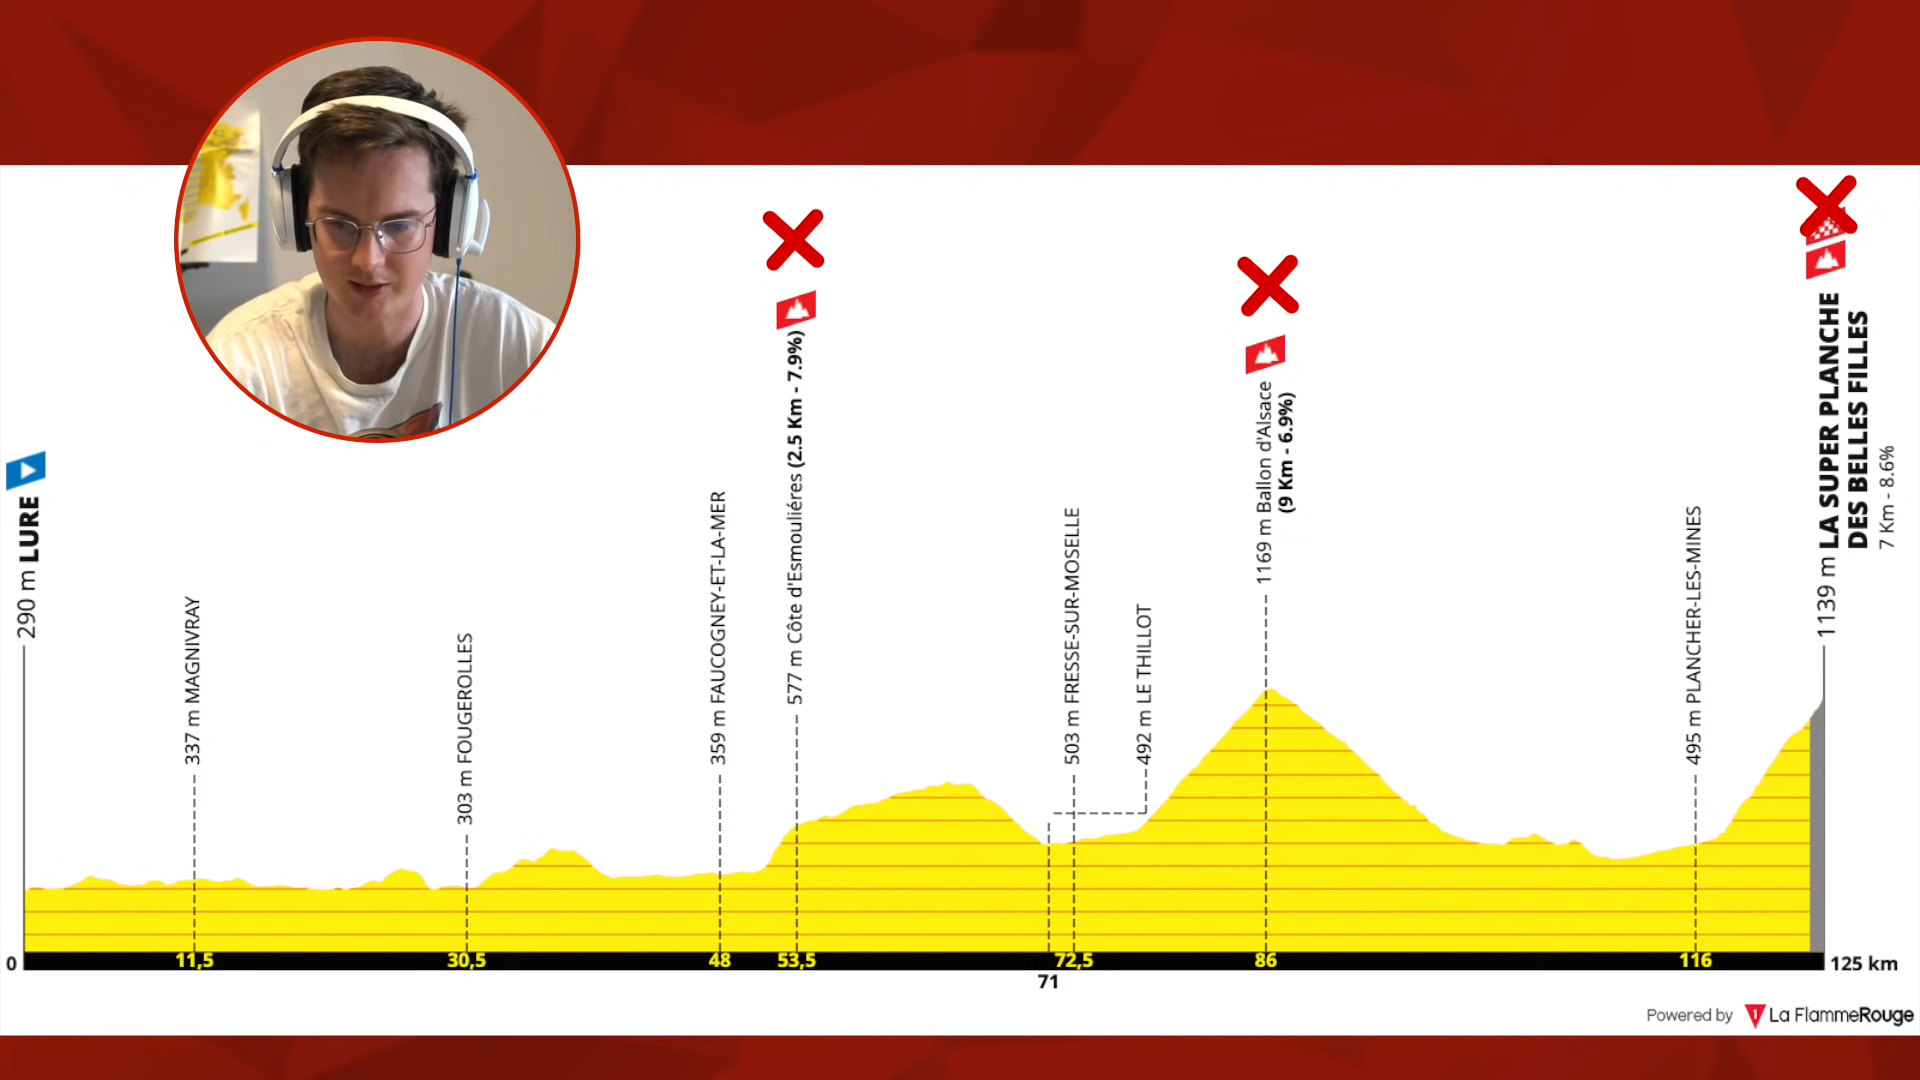 290 m LURE
337 m MAGNIVRAY
303 m FOUGEROLLES
359 m FAUCOGNEY-ET-LA-MER
577 m Côte d'Esmouliéres (2.5 Km - 7.9%)
503 m FRESSE-SUR-MOSELLE
492 m LE THILLOT
1169 m Ballon d'Alsace
(9 Km - 6.9%)
495 m PLANCHER-LES-MINES
1139 m LA SUPER PLANCHE
DES BELLES FILLES
7 Km - 8.6%
0 11,5 30,5 48 53,5 72,5 86 116 125 km
71
Powered by 1 La FlammeRouge